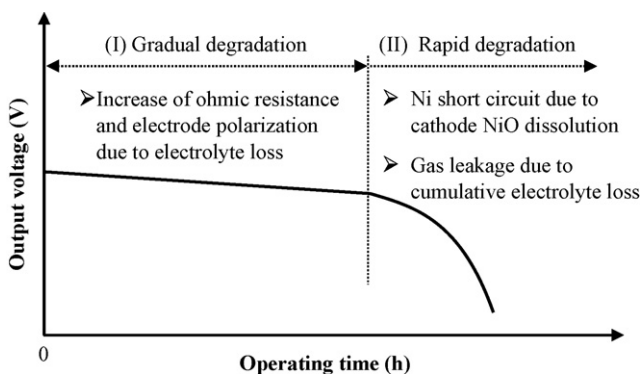 (I) Gradual degradation
➢Increase of ohmic resistance
and electrode polarization
due to electrolyte loss
(II) Rapid degradation
➢ Ni short circuit due to
cathode NiO dissolution
➢ Gas leakage due to
cumulative electrolyte loss
Output voltage (V)
0
Operating time (h)